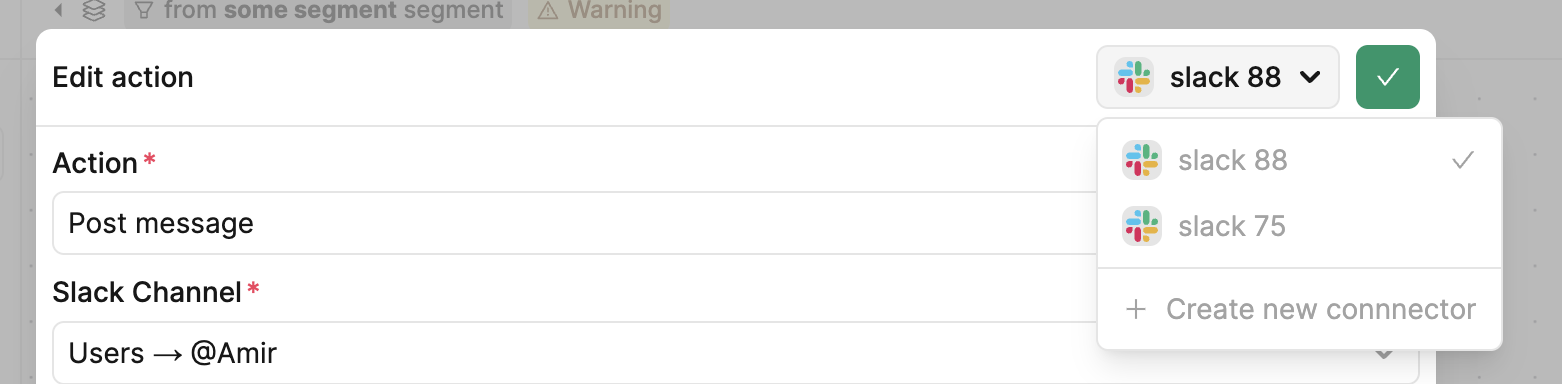 from some segment segment
Warning
Edit action
slack 88
Action*
Post message
slack 88
slack 75
Slack Channel*
Users → @Amir
+ Create new connnector